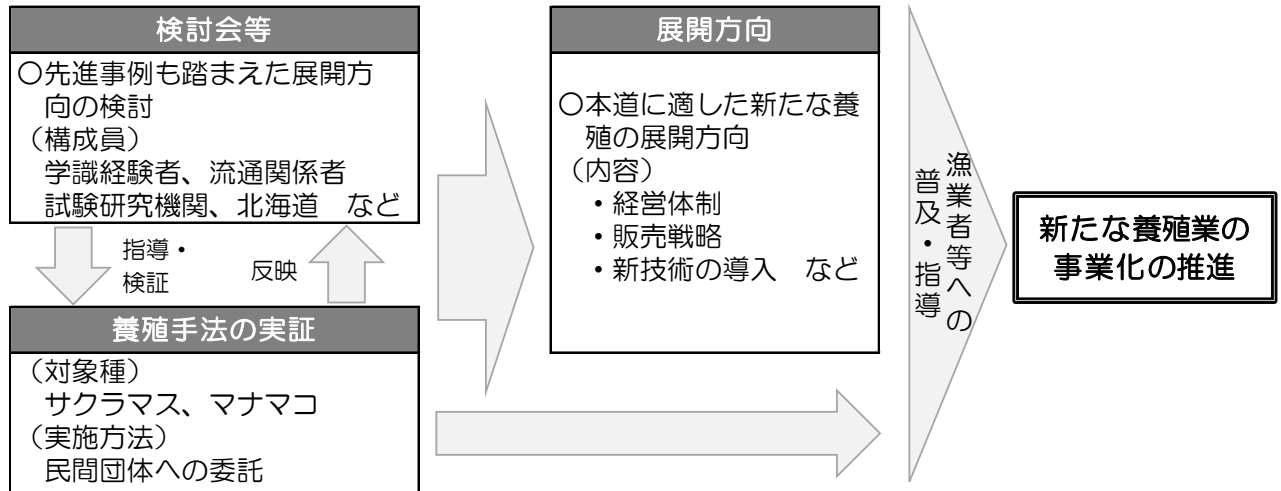 検討会等
〇先進事例も踏まえた展開方
向の検討
（構成員）
学識経験者、流通関係者
試験研究機関、北海道　など
指導・
検証
反映
養殖手法の実証
（対象種）
サクラマス、マナマコ
（実施方法）
民間団体への委託
展開方向
〇本道に適した新たな養
殖の展開方向
（内容）
・経営体制
・販売戦略
・新技術の導入　など
漁業者等への
普及・指導
新たな養殖業の
事業化の推進